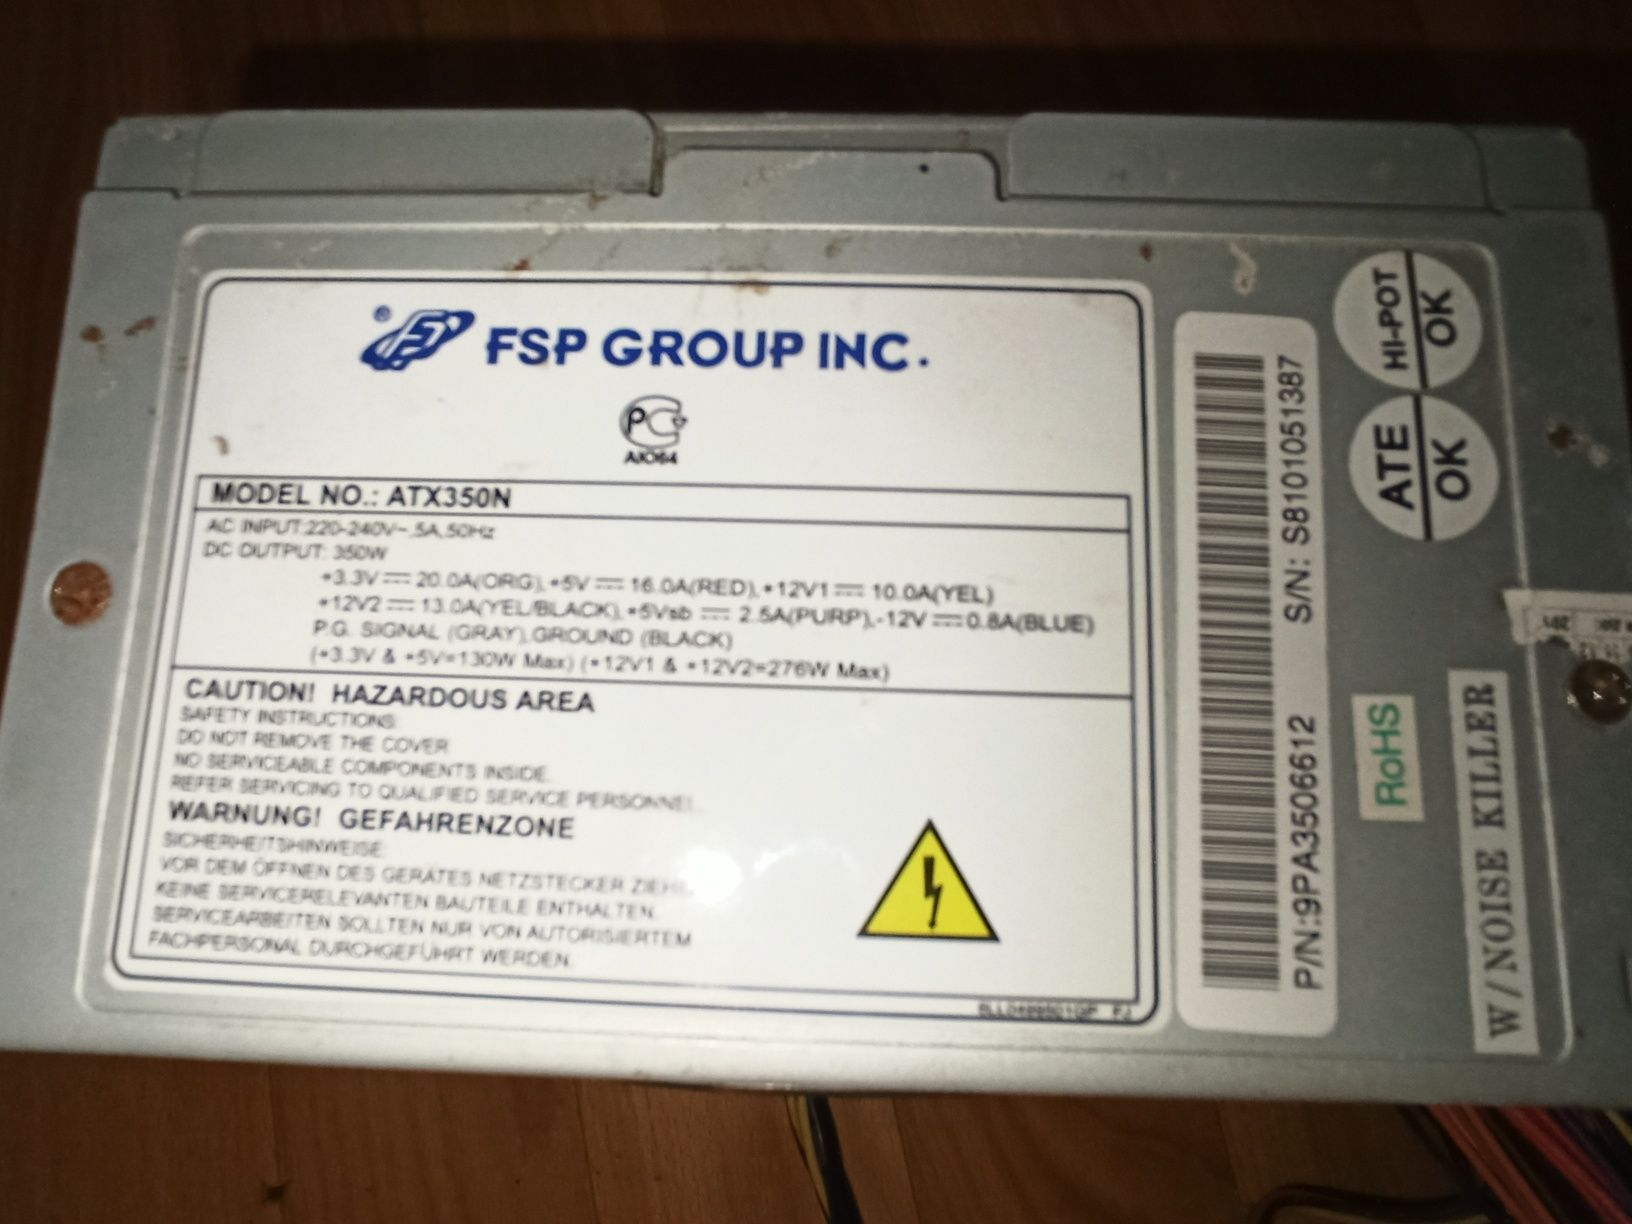 FSP GROUP INC.
MODEL NO.: ATX350N
AC INPUT:220-240V~,5A,50Hz
DC OUTPUT: 350W
+3.3V⎓20.0A(ORG),+5V⎓16.0A(RED),+12V1⎓10.0A(YEL)
+12V2⎓13.0A(YEL/BLACK),+5Vsb⎓2.5A(PURP),-12V⎓0.8A(BLUE)
P.G. SIGNAL (GRAY),GROUND (BLACK)
(+3.3V & +5V=130W Max) (+12V1 & +12V2=276W Max)
CAUTION! HAZARDOUS AREA
SAFETY INSTRUCTIONS:
DO NOT REMOVE THE COVER
NO SERVICEABLE COMPONENTS INSIDE.
REFER SERVICING TO QUALIFIED SERVICE PERSONNEL.
WARNUNG! GEFAHRENZONE
SICHERHEITSHINWEISE:
VOR DEM ÖFFNEN DES GERÄTES NETZSTECKER
KEINE SERVICERELEVANTEN BAUTEILE ENTHALTEN.
SERVICEARBEITEN SOLLTEN NUR VON AUTORISIERTEM
FACHPERSONAL DURCHGEFÜHRT WERDEN.
P/N:9PA3506612 S/N: S8101051387
HI-POT
OK
ATE
OK
RoHS
W/NOISE KILLER